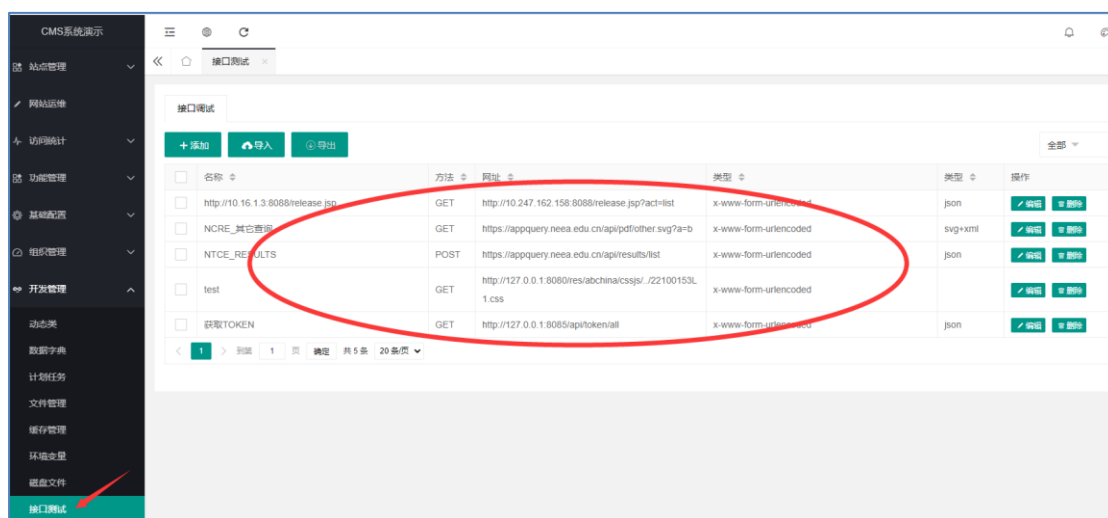 CMS系统演示
站点管理
网站运维
访问统计
功能管理
基础配置
组织管理
开发管理
动态类
数据字典
计划任务
文件管理
缓存管理
环境变量
磁盘文件
接口测试
接口测试 ×
接口调试
+添加 导入 导出 全部
名称 方法 网址 类型 类型 操作
http://10.16.1.3:8088/release.jsp GET http://10.247.162.158:8088/release.jsp?act=list x-www-form-urlencoded json 编辑 删除
NCRE_其它查询 GET https://appquery.neea.edu.cn/api/pdf/other.svg?a=b x-www-form-urlencoded svg+xml 编辑 删除
NTCE_RESULTS POST https://appquery.neea.edu.cn/api/results/list x-www-form-urlencoded json 编辑 删除
test GET http://127.0.0.1:8080/res/abchina/cssjs/../22100153L
1.css x-www-form-urlencoded 编辑 删除
获取TOKEN GET http://127.0.0.1:8085/api/token/all x-www-form-urlencoded json 编辑 删除
1 到第 1 页 确定 共 5 条 20 条/页